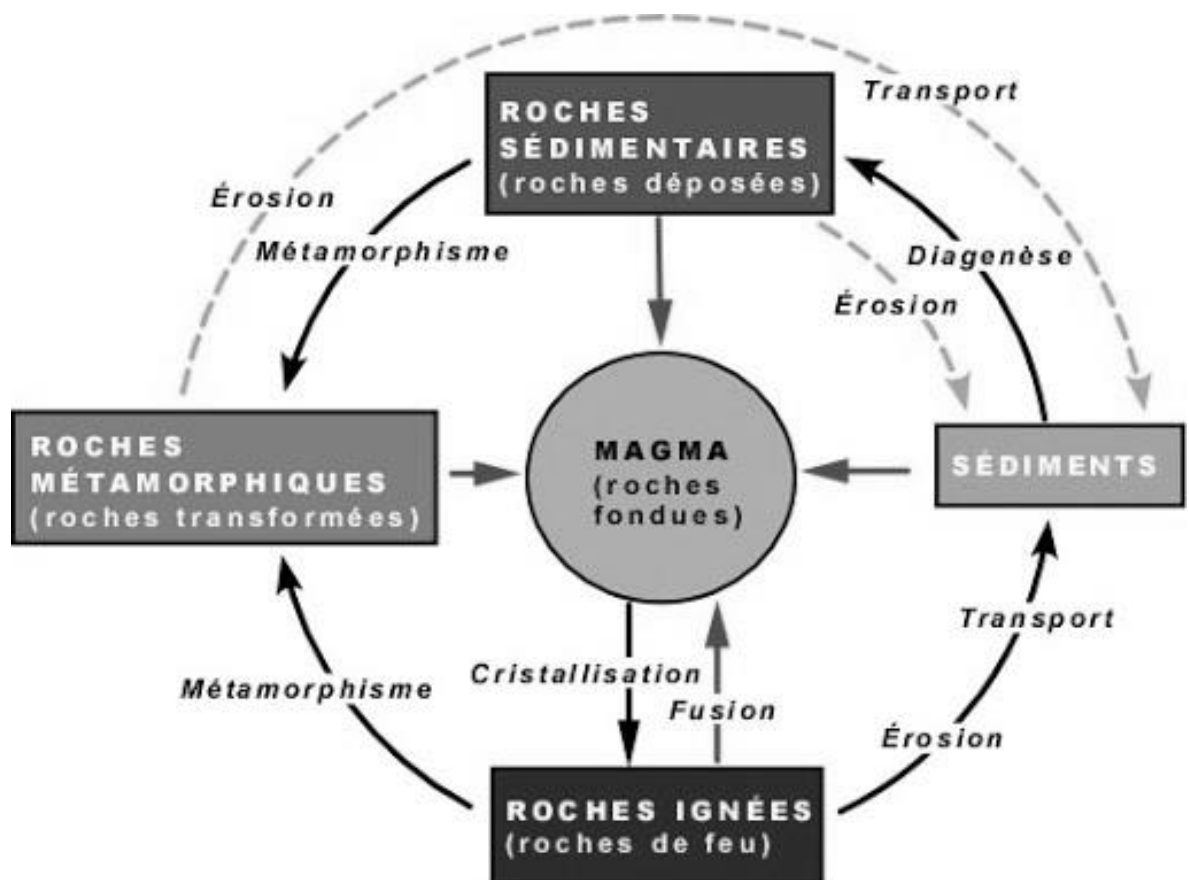 Transport
ROCHES
SÉDIMENTAIRES
(roches déposées)
Érosion
Métamorphisme
Diagenèse
Érosion
ROCHES
MÉTAMORPHIQUES
(roches transformées)
MAGMA
(roches
fondues)
SÉDIMENTS
Transport
Cristallisation
Métamorphisme
Fusion
Érosion
ROCHES IGNÉES
(roches de feu)